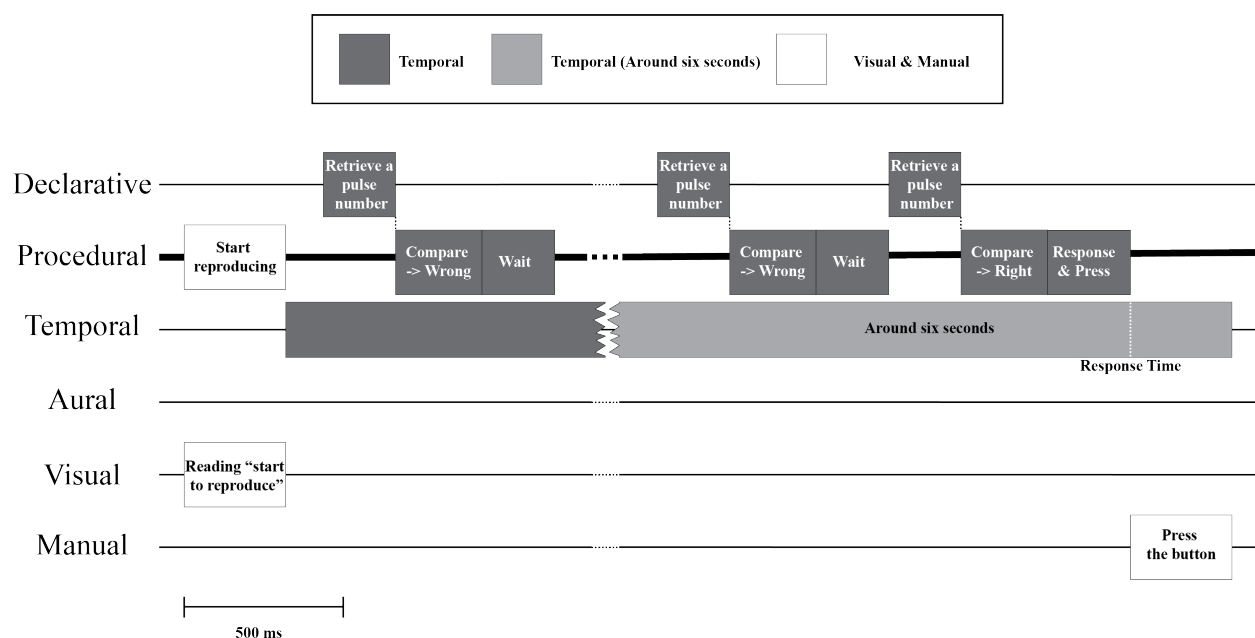 Temporal
Temporal (Around six seconds)
Visual & Manual
Declarative
Retrieve a
pulse
number
Retrieve a
pulse
number
Retrieve a
pulse
number
Procedural
Start
reproducing
Compare
-> Wrong
Wait
Compare
-> Wrong
Wait
Compare
-> Right
Response
& Press
Temporal
Around six seconds
Response Time
Aural
Visual
Reading “start
to reproduce”
Manual
Press
the button
500 ms